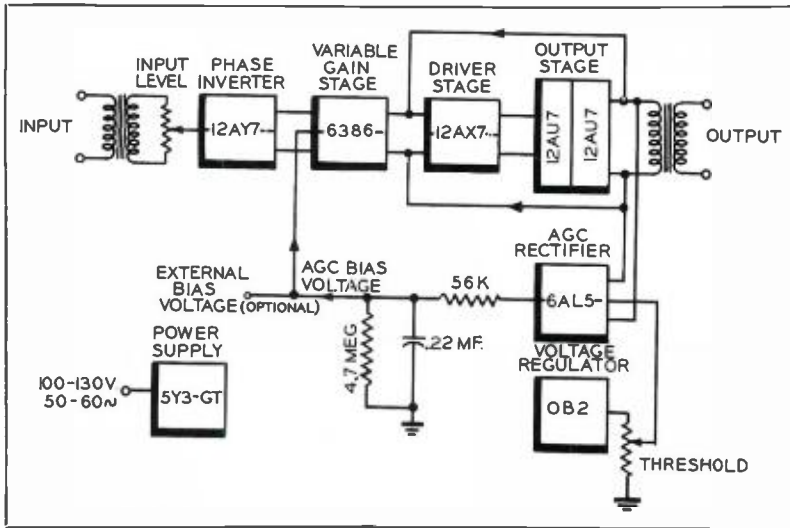 INPUT
INPUT
LEVEL
PHASE
INVERTER
12AY7
VARIABLE
GAIN
STAGE
6386
DRIVER
STAGE
12AX7
OUTPUT
STAGE
12AU7
12AU7
OUTPUT
AGC
RECTIFIER
6AL5
56K
AGC BIAS
VOLTAGE
EXTERNAL
BIAS
VOLTAGE (OPTIONAL)
4.7 MEG
.22 MF.
POWER
SUPPLY
100-130V
50-60~
5Y3-GT
VOLTAGE
REGULATOR
OB2
THRESHOLD